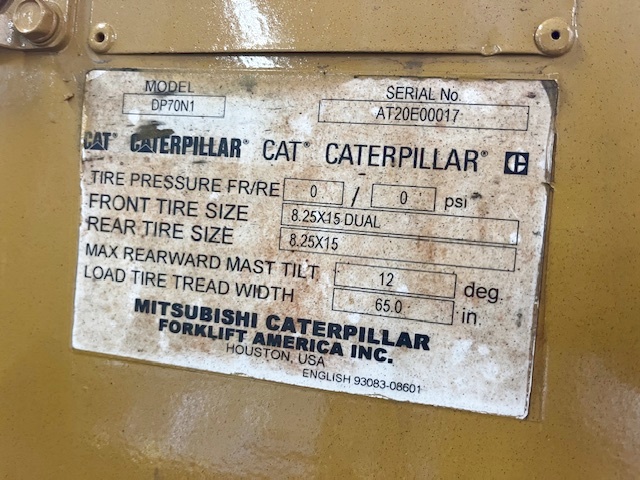 MODEL
DP70N1
SERIAL No.
AT20E00017
CAT® CATERPILLAR® CAT® CATERPILLAR® C
TIRE PRESSURE FR/RE 0 / 0 psi
FRONT TIRE SIZE 8.25X15 DUAL
REAR TIRE SIZE 8.25X15
MAX REARWARD MAST TILT 12 deg.
LOAD TIRE TREAD WIDTH 65.0 in
MITSUBISHI CATERPILLAR
FORKLIFT AMERICA INC.
HOUSTON, USA
ENGLISH 93083-08601